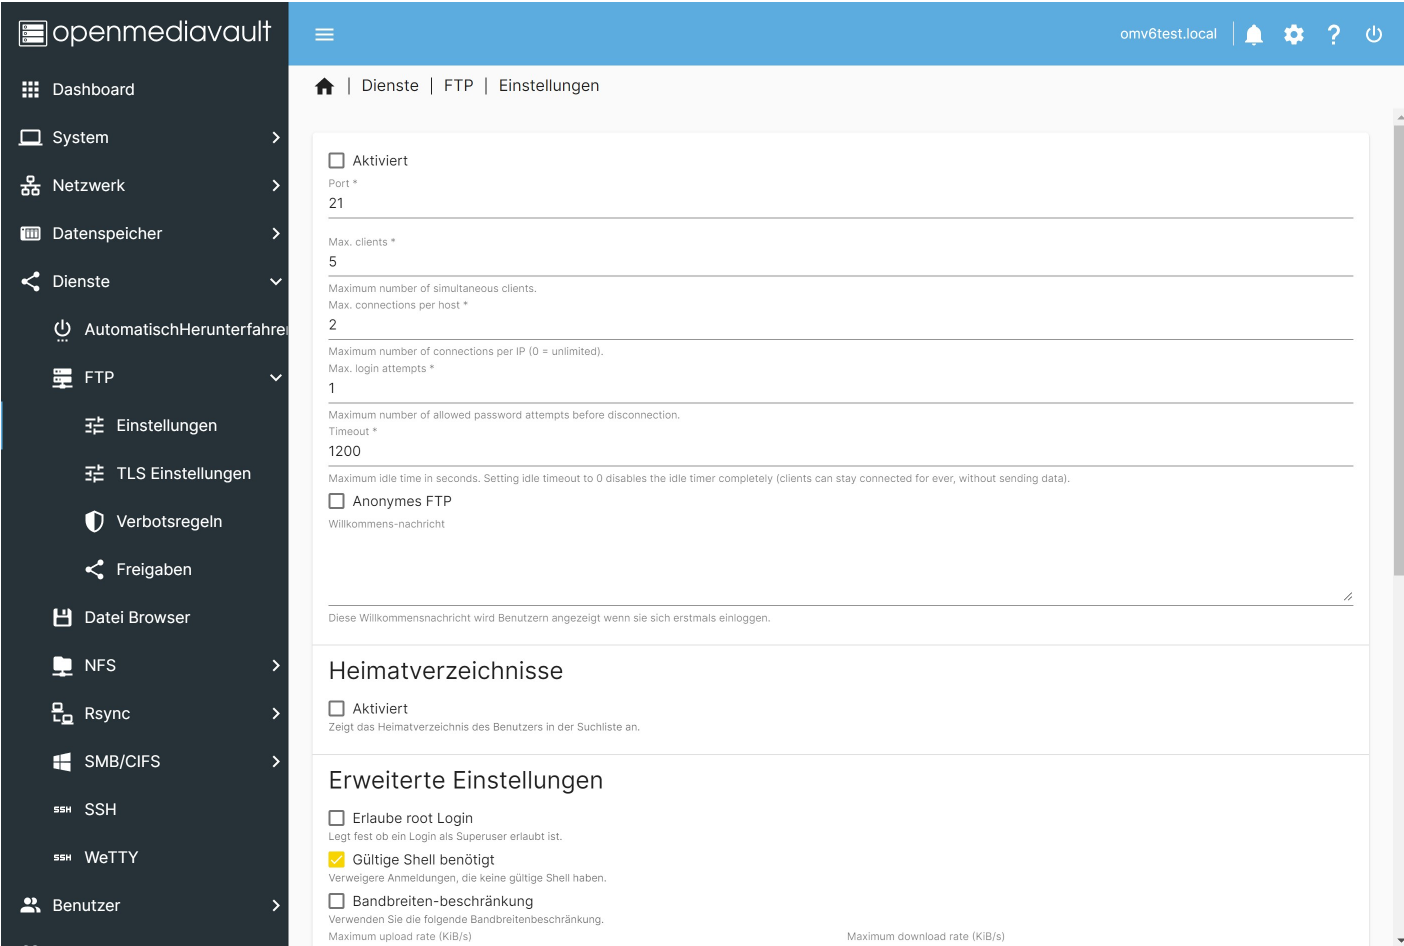 openmediavault
omv6test.local
Dashboard
System
Netzwerk
Datenspeicher
Dienste
AutomatischHerunterfahren
FTP
Einstellungen
TLS Einstellungen
Verbotsregeln
Freigaben
Datei Browser
NFS
Rsync
SMB/CIFS
SSH SSH
SSH WeTTY
Benutzer
| Dienste | FTP | Einstellungen
Aktiviert
Port *
21
Max. clients *
5
Maximum number of simultaneous clients.
Max. connections per host *
2
Maximum number of connections per IP (0 = unlimited).
Max. login attempts *
1
Maximum number of allowed password attempts before disconnection.
Timeout *
1200
Maximum idle time in seconds. Setting idle timeout to 0 disables the idle timer completely (clients can stay connected for ever, without sending data).
Anonymes FTP
Willkommens-nachricht
Diese Willkommensnachricht wird Benutzern angezeigt wenn sie sich erstmals einloggen.
Heimatverzeichnisse
Aktiviert
Zeigt das Heimatverzeichnis des Benutzers in der Suchliste an.
Erweiterte Einstellungen
Erlaube root Login
Legt fest ob ein Login als Superuser erlaubt ist.
Gültige Shell benötigt
Verweigere Anmeldungen, die keine gültige Shell haben.
Bandbreiten-beschränkung
Verwenden Sie die folgende Bandbreitenbeschränkung.
Maximum upload rate (KiB/s)
Maximum download rate (KiB/s)